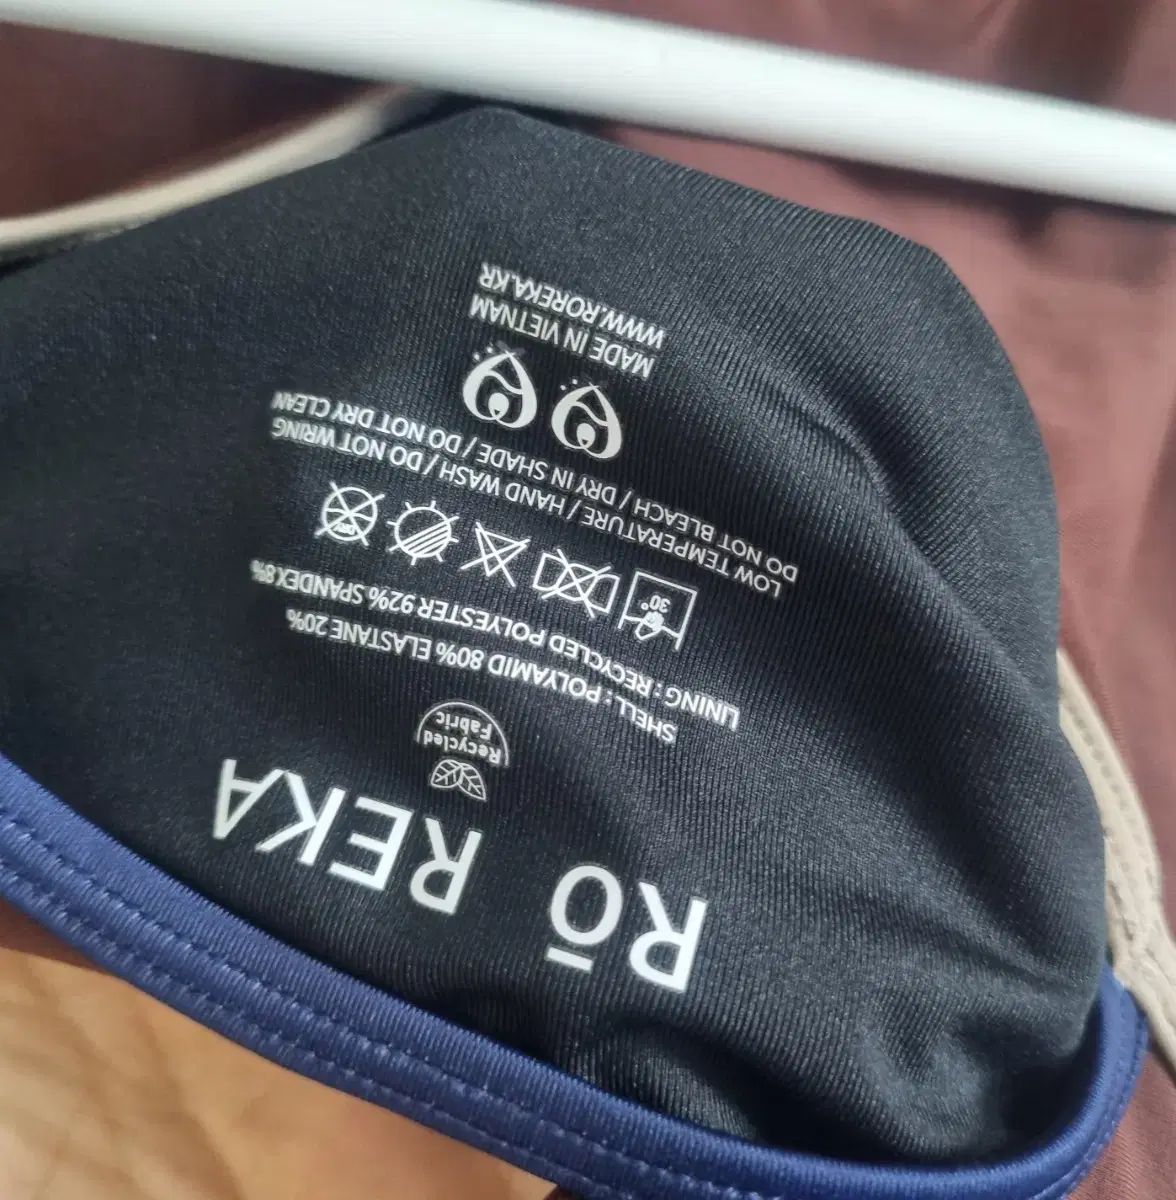 RŌ REKA
Recycled
Fabric
SHELL : POLYAMID 80% ELASTANE 20%
LINING : RECYCLED POLYESTER 92% SPANDEX 8%
30°
DRY
LOW TEMPERATURE / HAND WASH / DO NOT WRING
DO NOT BLEACH / DRY IN SHADE / DO NOT DRY CLEAN
MADE IN VIETNAM
WWW.ROREKA.KR